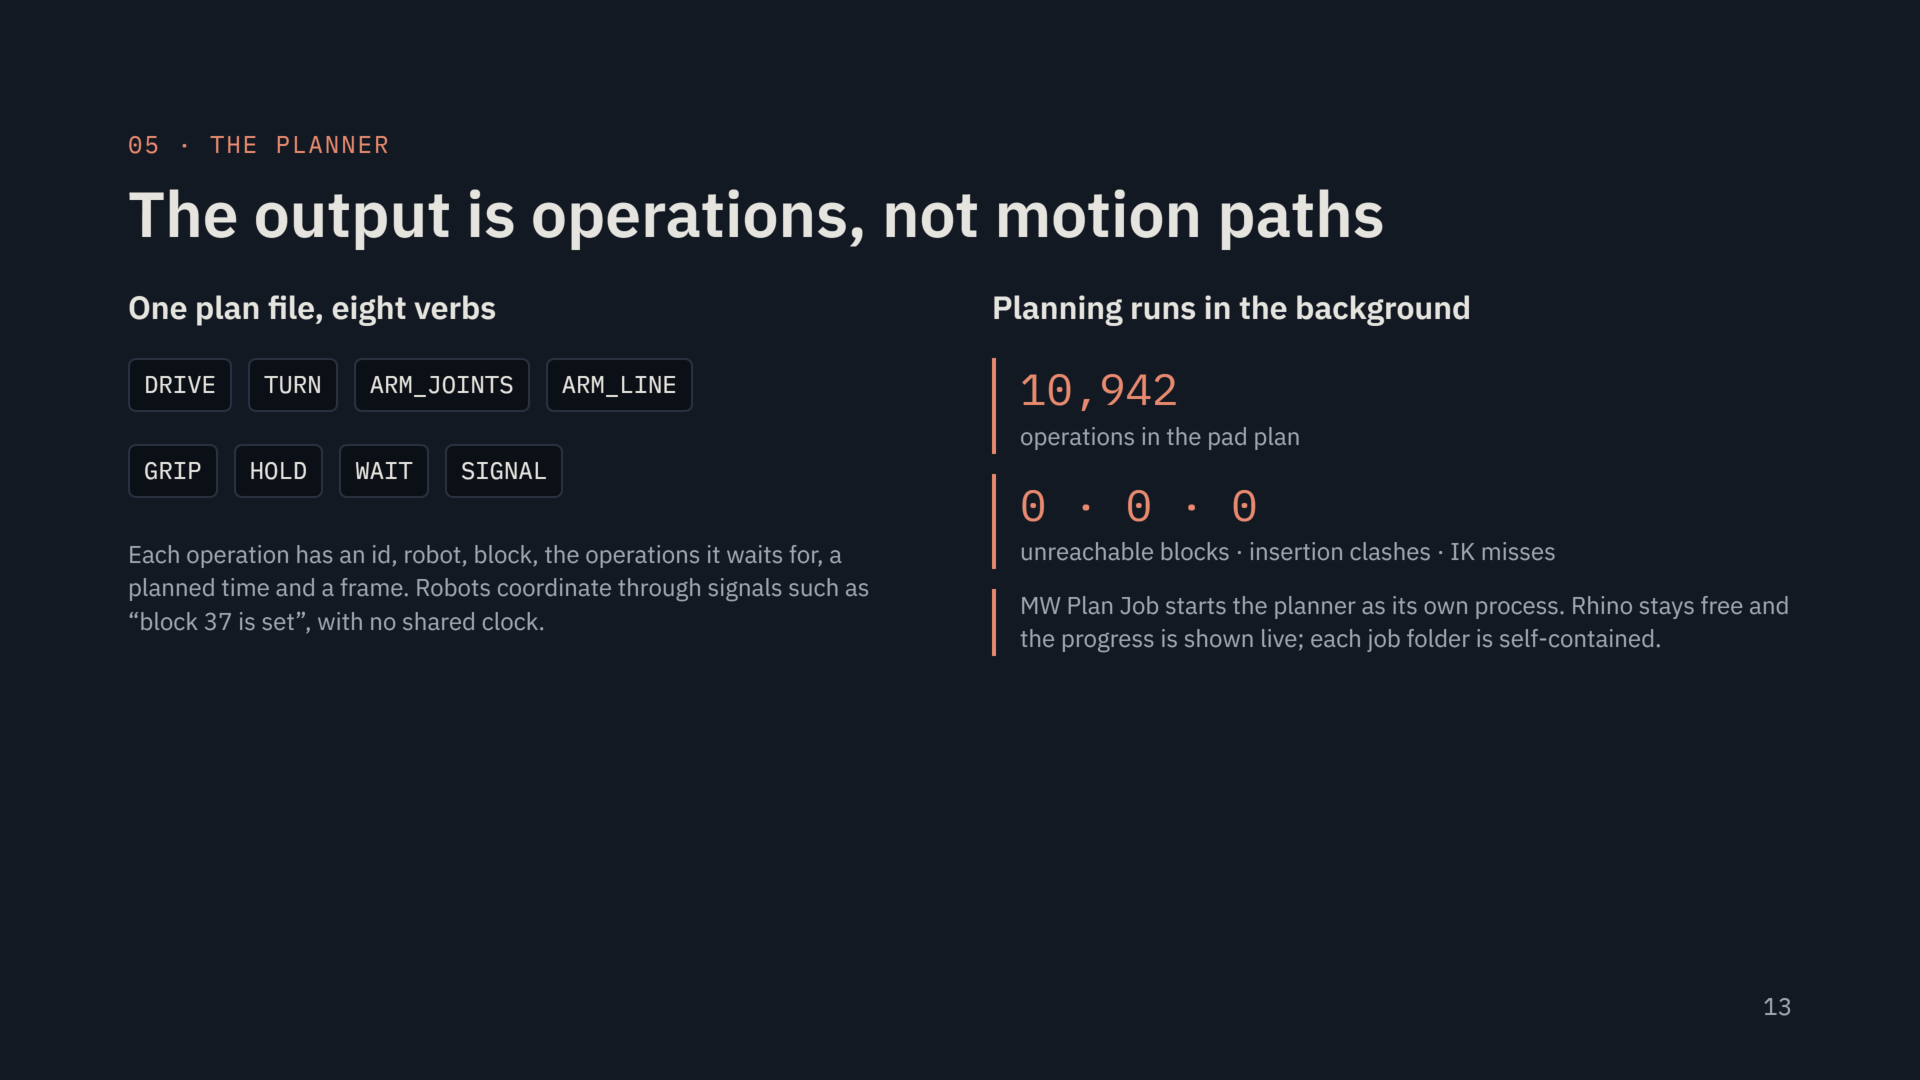 05 · THE PLANNER
The output is operations, not motion paths
One plan file, eight verbs
DRIVE TURN ARM_JOINTS ARM_LINE
GRIP HOLD WAIT SIGNAL
Each operation has an id, robot, block, the operations it waits for, a
planned time and a frame. Robots coordinate through signals such as
“block 37 is set”, with no shared clock.
Planning runs in the background
10,942
operations in the pad plan
0 · 0 · 0
unreachable blocks · insertion clashes · IK misses
MW Plan Job starts the planner as its own process. Rhino stays free and
the progress is shown live; each job folder is self-contained.
13